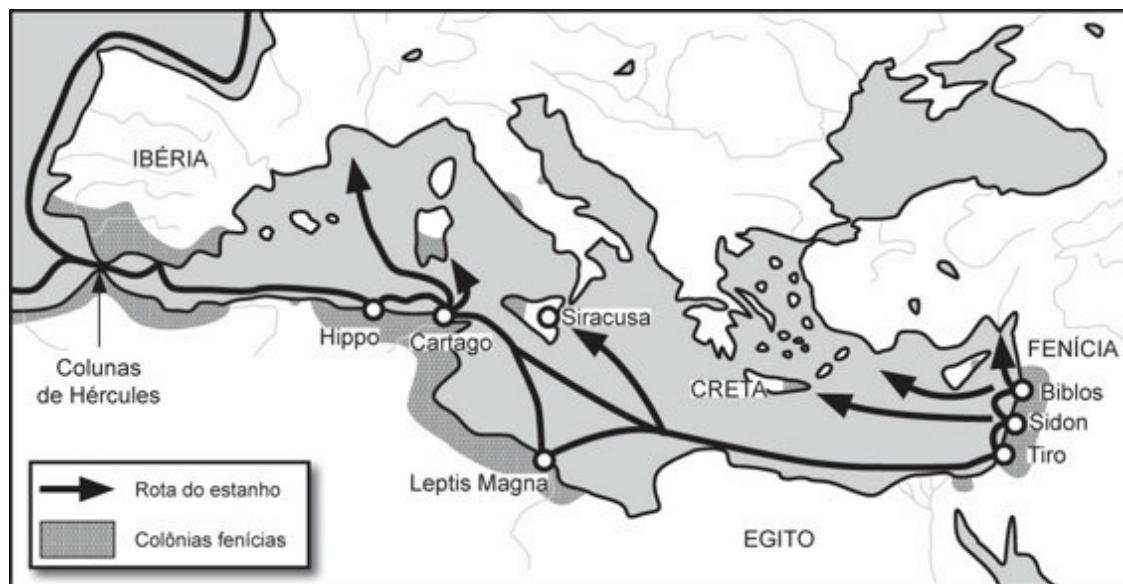 IBÉRIA
Colunas
de Hércules
Hippo
Cartago
Siracusa
Leptis Magna
CRETA
FENÍCIA
Biblos
Sidon
Tiro
EGITO
Rota do estanho
Colônias fenícias